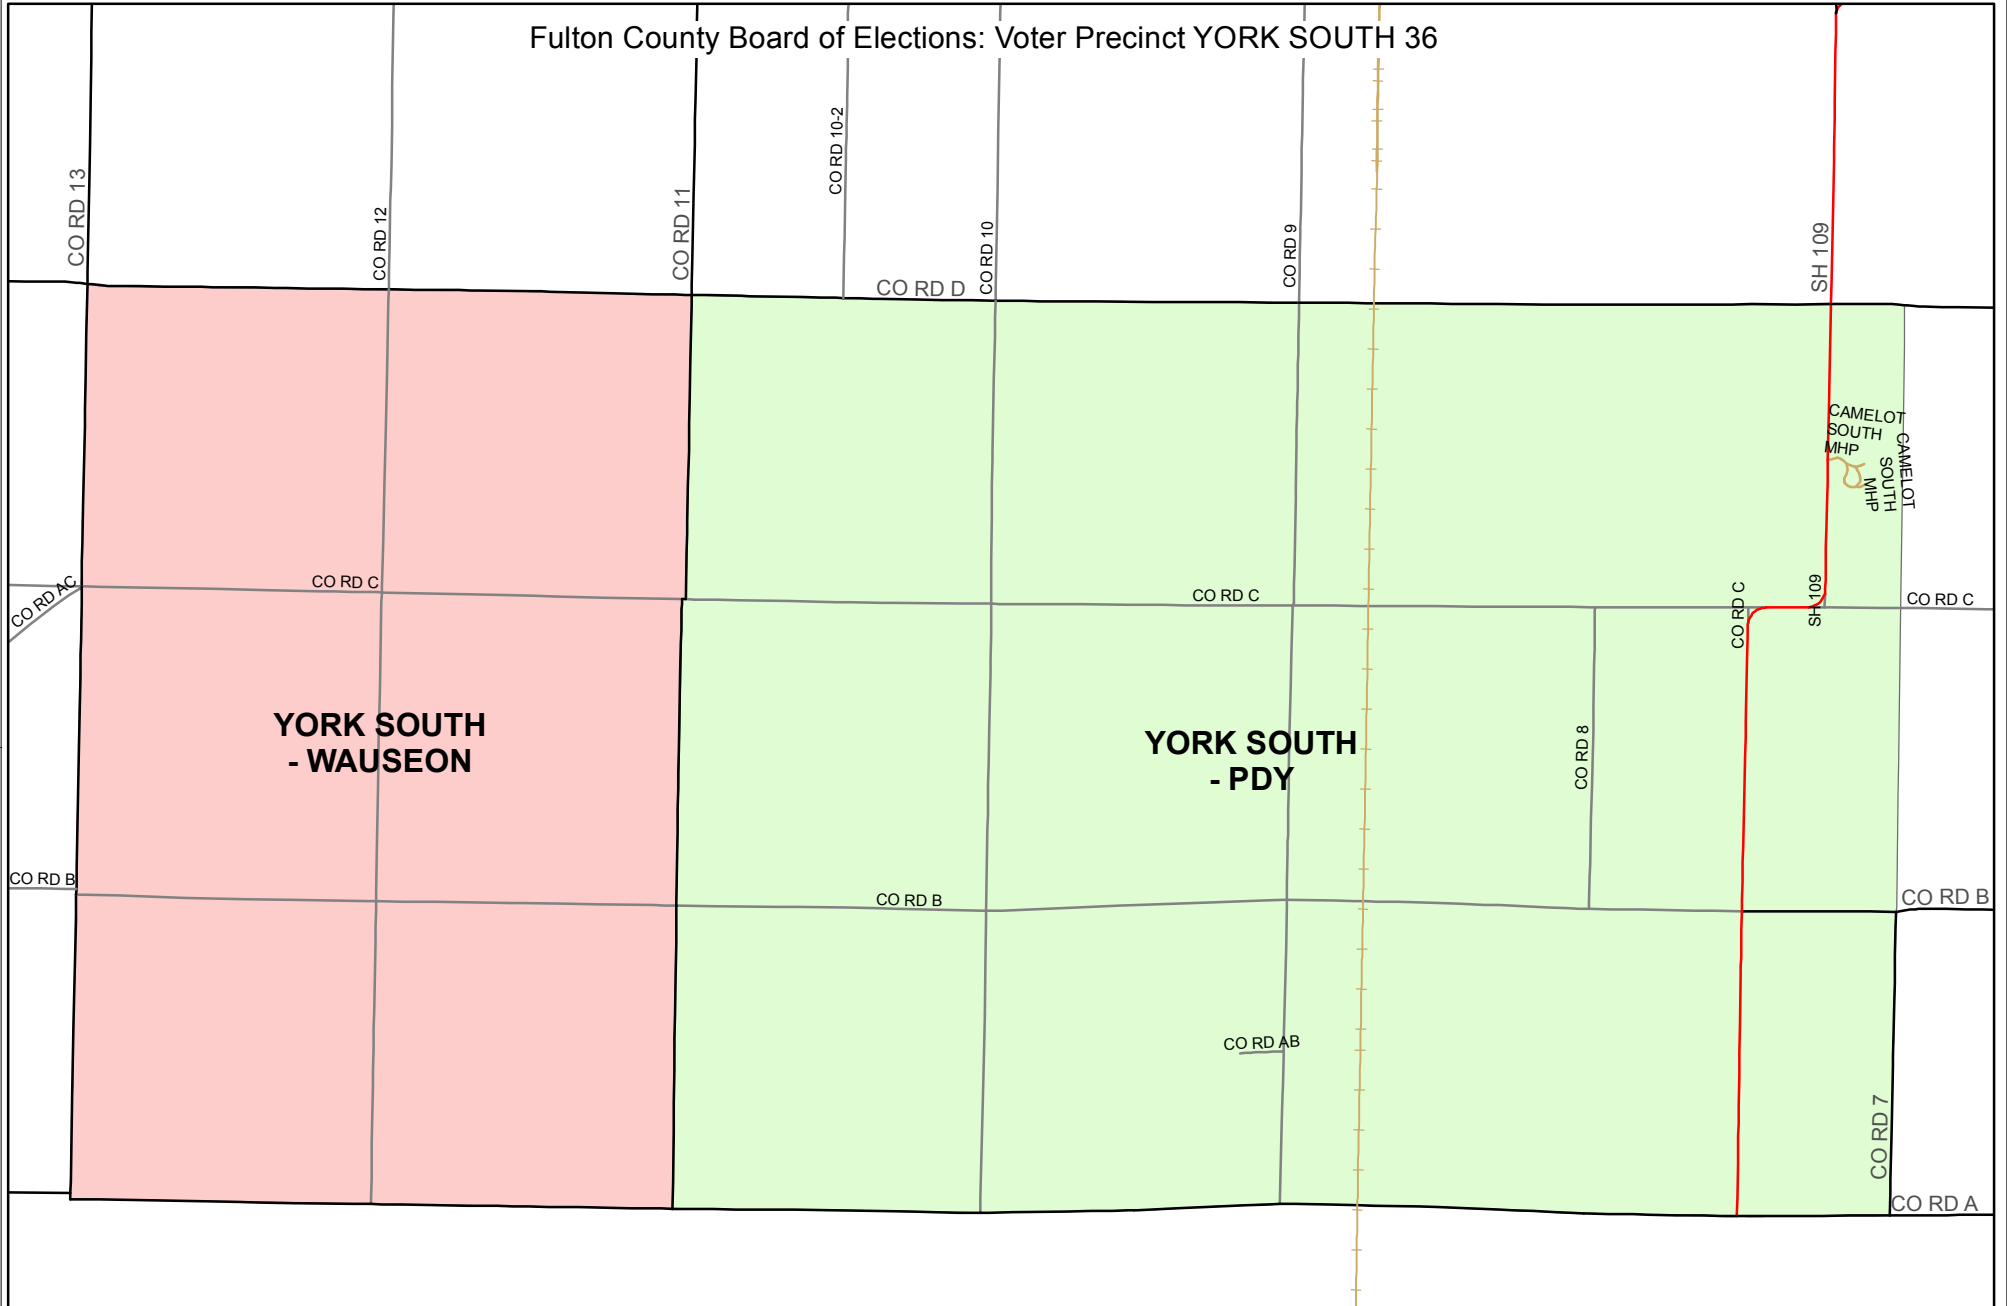 Fulton County Board of Elections: Voter Precinct YORK SOUTH 36
CO RD 13
CO RD 12
CO RD 11
CO RD 10-2
CO RD 10
CO RD 9
SH 109
CO RD D
CAMELOT
SOUTH
MHP
CAMELOT
SOUTH
MHP
CO RD AC
CO RD C
CO RD C
CO RD C
SH 109
CO RD C
YORK SOUTH
- WAUSEON
YORK SOUTH
- PDY
CO RD 8
CO RD B
CO RD B
CO RD B
CO RD AB
CO RD 7
CO RD A